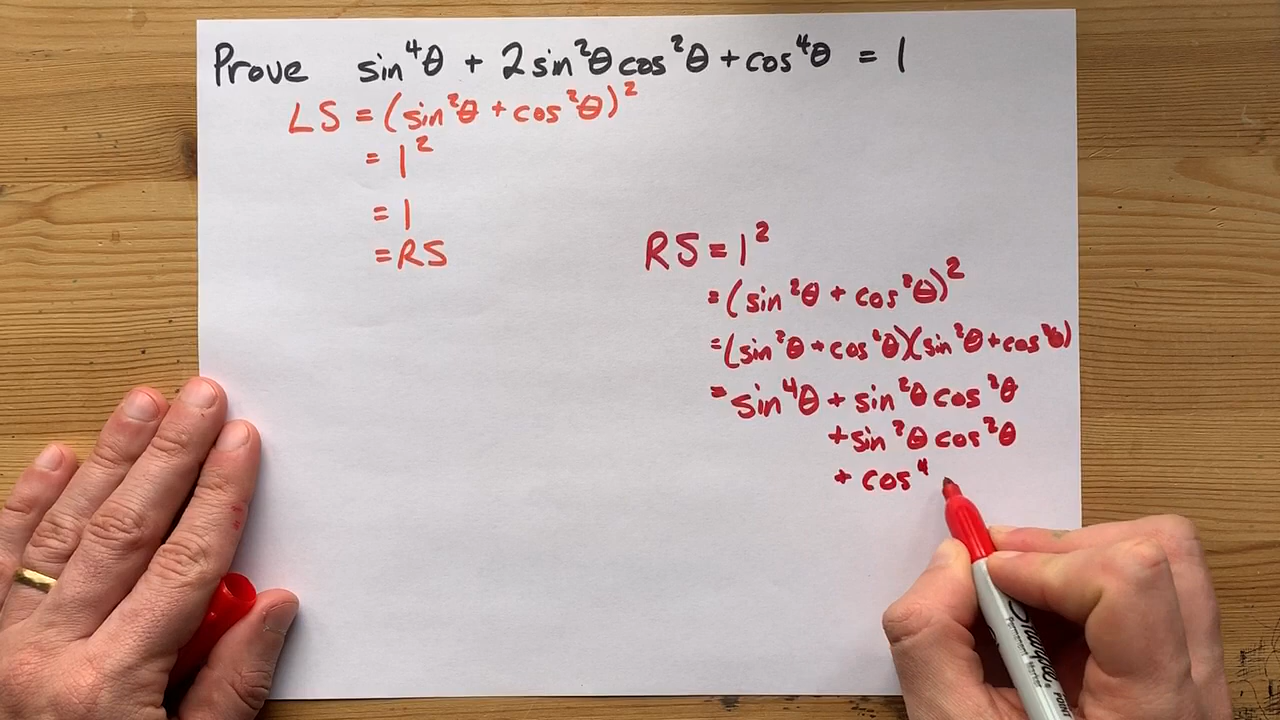 Prove sin⁴θ + 2sin²θcos²θ + cos⁴θ = 1
LS = (sin²θ + cos²θ)²
= 1²
= 1
= RS
RS = 1²
= (sin²θ + cos²θ)²
= (sin²θ + cos²θ)(sin²θ + cos²θ)
= sin⁴θ + sin²θ cos²θ
+ sin²θ cos²θ
+ cos⁴
Sharpie